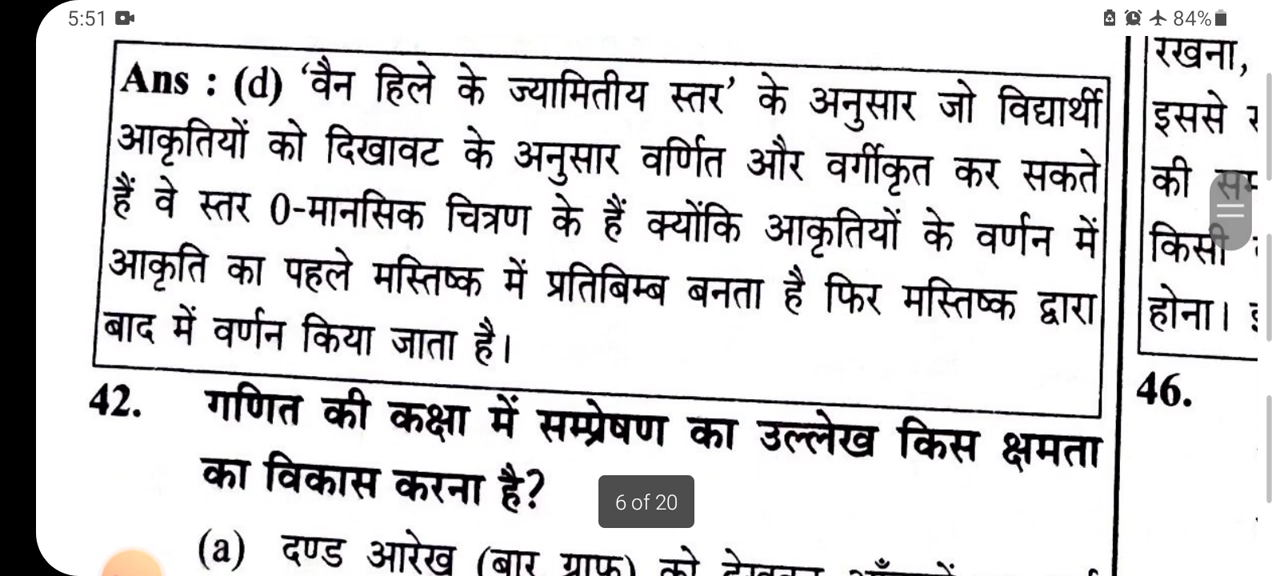 5:51
84%
Ans : (d) ‘वैन हिले के ज्यामितीय स्तर’ के अनुसार जो विद्यार्थी
आकृतियों को दिखावट के अनुसार वर्णित और वर्गीकृत कर सकते
हैं वे स्तर 0-मानसिक चित्रण के हैं क्योंकि आकृतियों के वर्णन में
आकृति का पहले मस्तिष्क में प्रतिबिम्ब बनता है फिर मस्तिष्क द्वारा
बाद में वर्णन किया जाता है।
42. गणित की कक्षा में सम्प्रेषण का उल्लेख किस क्षमता
का विकास करना है?
6 of 20
(a) दण्ड आरेख (बार ग्राफ) को देखकर
रखना,
इससे
की
किसी
होना।
46.